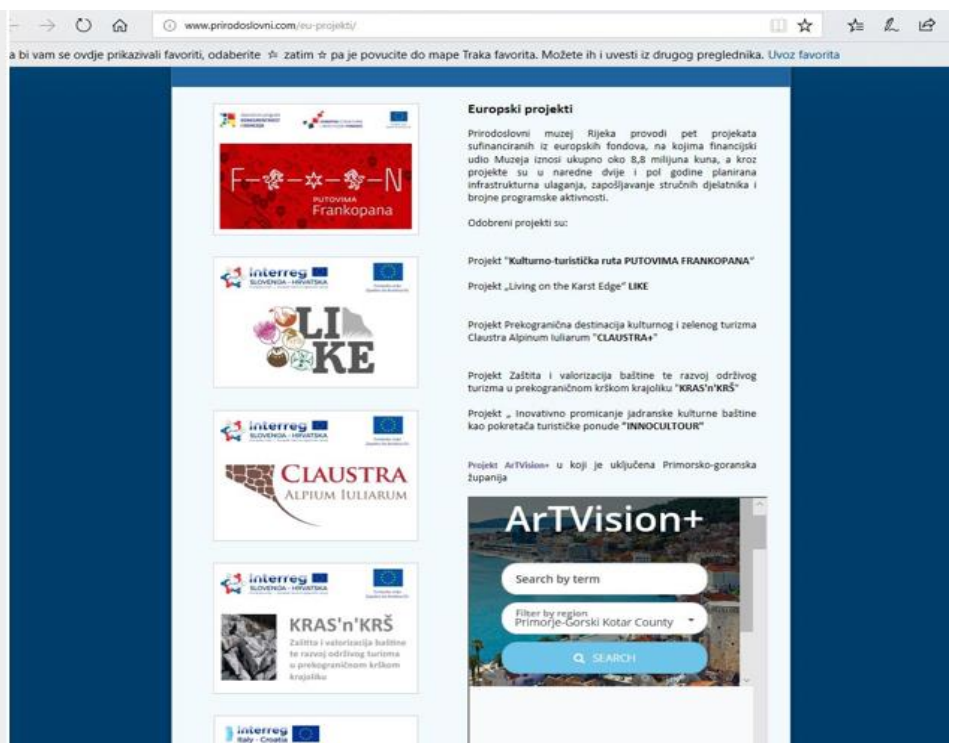 www.prirodoslovni.com/eu-projekti/
a bi vam se ovdje prikazivali favoriti, odaberite zatim pa je povucite do mape Traka favorita. Možete ih i uvesti iz drugog preglednika. Uvoz favorita
F N
PUTOVIMA
Frankopana
Interreg
SLOVENIJA - HRVATSKA
LI
KE
Interreg
SLOVENIJA - HRVATSKA
CLAUSTRA
ALPIUM IULIARUM
Interreg
SLOVENIJA - HRVATSKA
KRAS'n'KRŠ
Zaštita i valorizacija baštine
te razvoj održivog turizma
u prekograničnom krškom
krajoliku
Interreg
Italy - Croatia
Europski projekti
Prirodoslovni muzej Rijeka provodi pet projekata
sufinanciranih iz europskih fondova, na kojima financijski
udio Muzeja iznosi ukupno oko 8,8 milijuna kuna, a kroz
projekte su u naredne dvije i pol godine planirana
infrastrukturna ulaganja, zapošljavanje stručnih djelatnika i
brojne programske aktivnosti.
Odobreni projekti su:
Projekt "Kulturno-turistička ruta PUTOVIMA FRANKOPANA"
Projekt „Living on the Karst Edge" LIKE
Projekt Prekogranična destinacija kulturnog i zelenog turizma
Claustra Alpinum Iuliarum "CLAUSTRA+"
Projekt Zaštita i valorizacija baštine te razvoj održivog
turizma u prekograničnom krškom krajoliku "KRAS'n'KRŠ"
Projekt „ Inovativno promicanje jadranske kulturne baštine
kao pokretača turističke ponude "INNOCULTOUR"
Projekt ArTVision+ u koji je uključena Primorsko-goranska
županija
ArTVision+
Search by term
Filter by region
Primorje-Gorski Kotar County
SEARCH